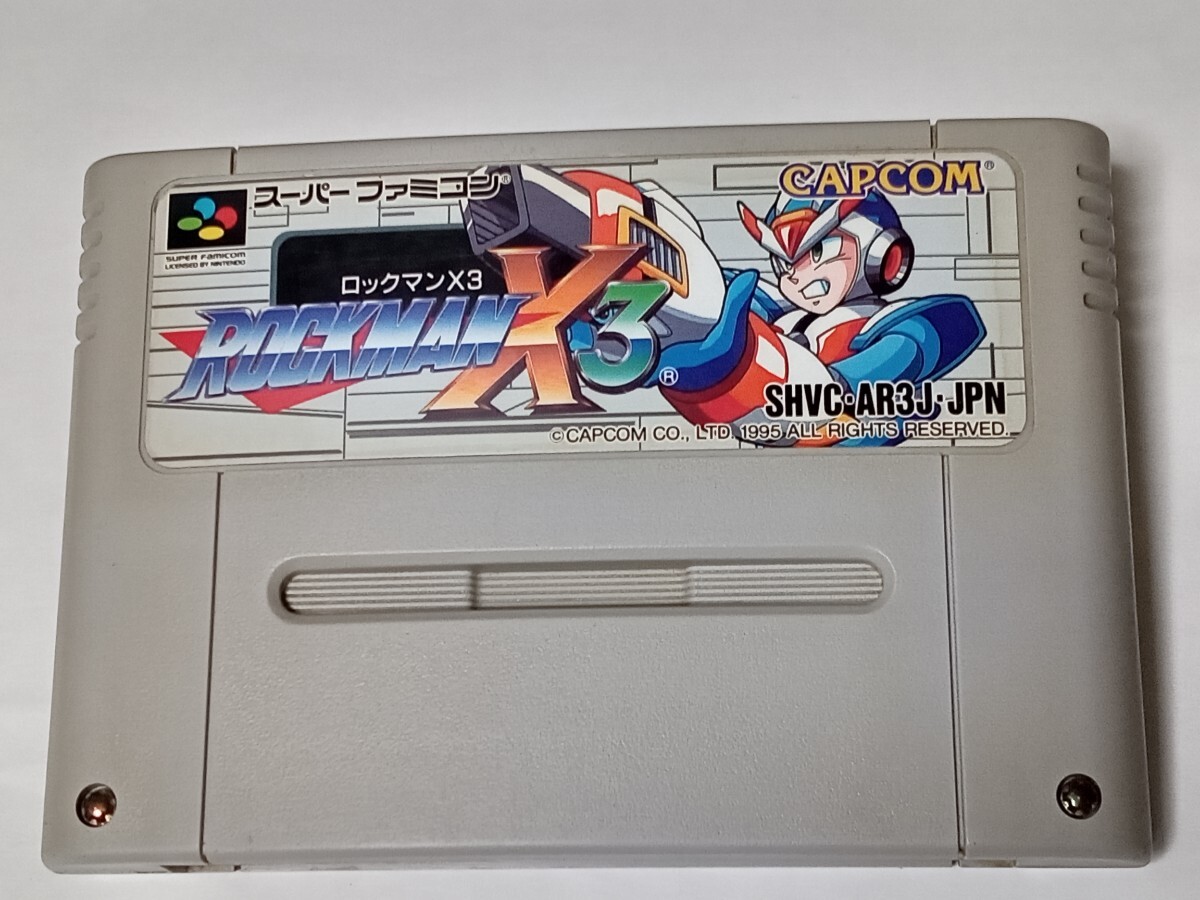 スーパーファミコン®
CAPCOM®
SUPER FAMICOM
LICENSED BY NINTENDO
ロックマンX3
ROCKMAN X3®
SHVC-AR3J-JPN
©CAPCOM CO., LTD. 1995 ALL RIGHTS RESERVED.